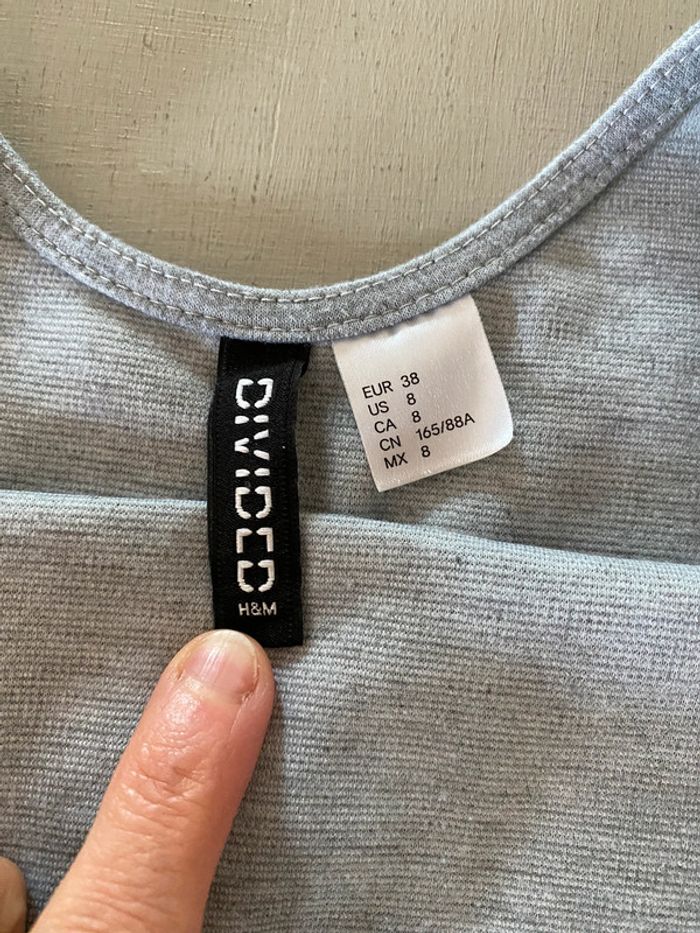 DIVIDED
H&M
EUR 38
US 8
CA 8
CN 165/88A
MX 8